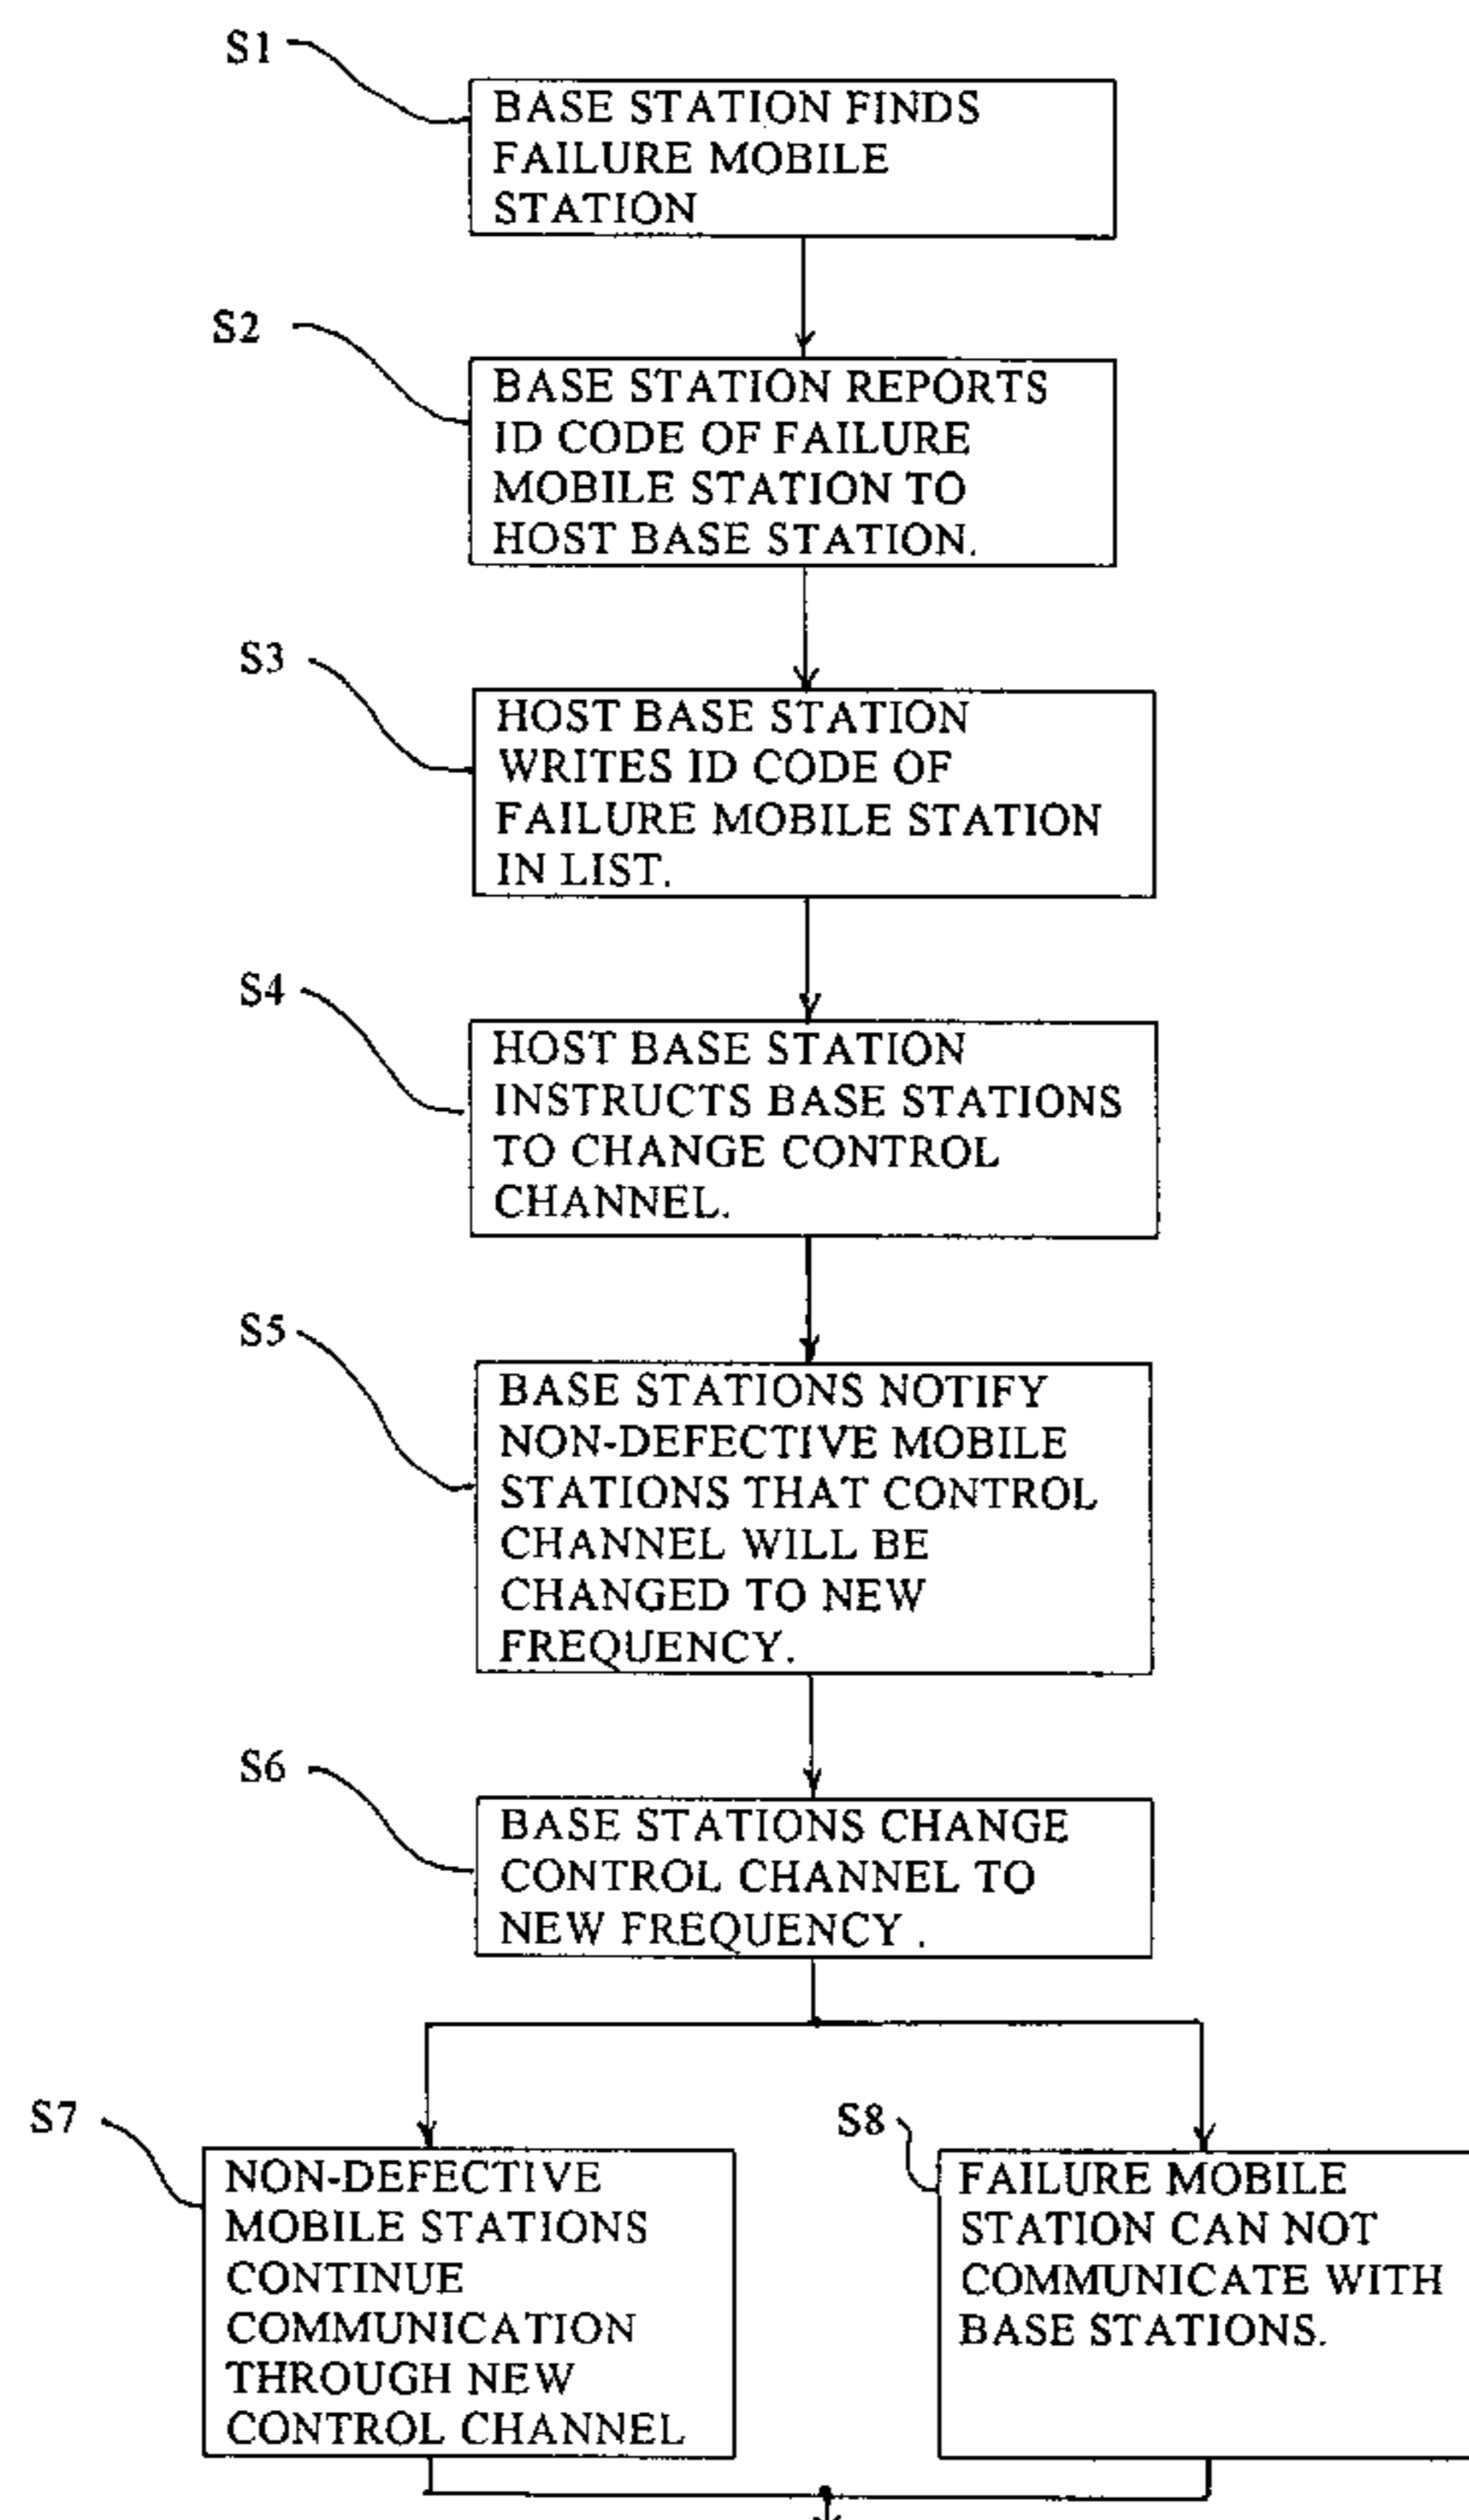 S1
BASE STATION FINDS
FAILURE MOBILE
STATION
S2
BASE STATION REPORTS
ID CODE OF FAILURE
MOBILE STATION TO
HOST BASE STATION.
S3
HOST BASE STATION
WRITES ID CODE OF
FAILURE MOBILE STATION
IN LIST.
S4
HOST BASE STATION
INSTRUCTS BASE STATIONS
TO CHANGE CONTROL
CHANNEL.
S5
BASE STATIONS NOTIFY
NON-DEFECTIVE MOBILE
STATIONS THAT CONTROL
CHANNEL WILL BE
CHANGED TO NEW
FREQUENCY.
S6
BASE STATIONS CHANGE
CONTROL CHANNEL TO
NEW FREQUENCY .
S7
NON-DEFECTIVE
MOBILE STATIONS
CONTINUE
COMMUNICATION
THROUGH NEW
CONTROL CHANNEL
S8
FAILURE MOBILE
STATION CAN NOT
COMMUNICATE WITH
BASE STATIONS.